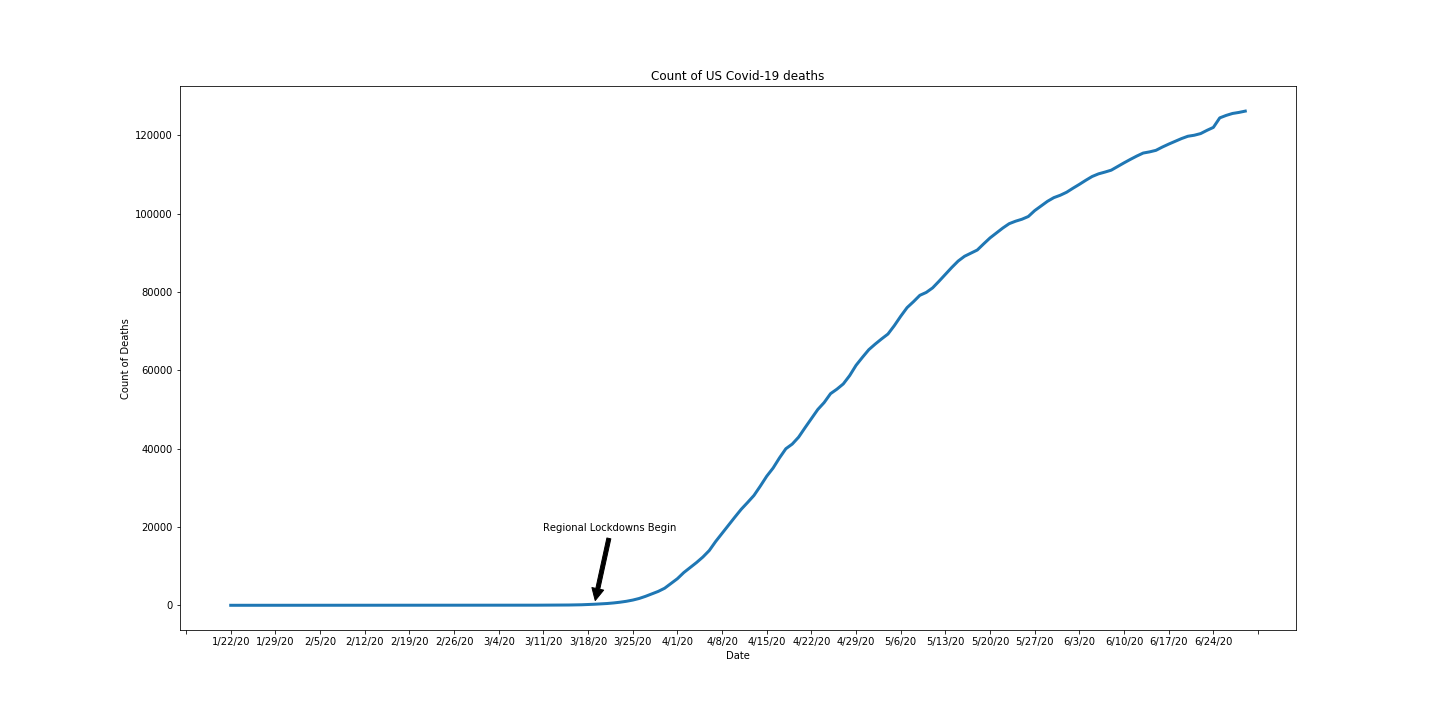 Count of US Covid-19 deaths
120000
100000
80000
60000
40000
20000
0
Count of Deaths
Regional Lockdowns Begin
1/22/20 1/29/20 2/5/20 2/12/20 2/19/20 2/26/20 3/4/20 3/11/20 3/18/20 3/25/20 4/1/20 4/8/20 4/15/20 4/22/20 4/29/20 5/6/20 5/13/20 5/20/20 5/27/20 6/3/20 6/10/20 6/17/20 6/24/20
Date